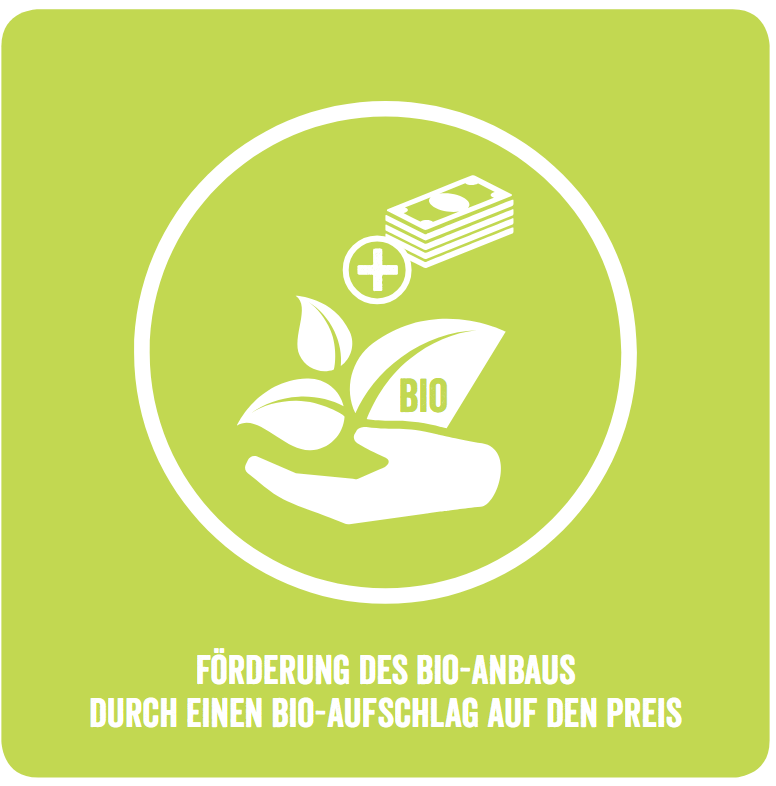 BIO
FÖRDERUNG DES BIO-ANBAUS
DURCH EINEN BIO-AUFSCHLAG AUF DEN PREIS